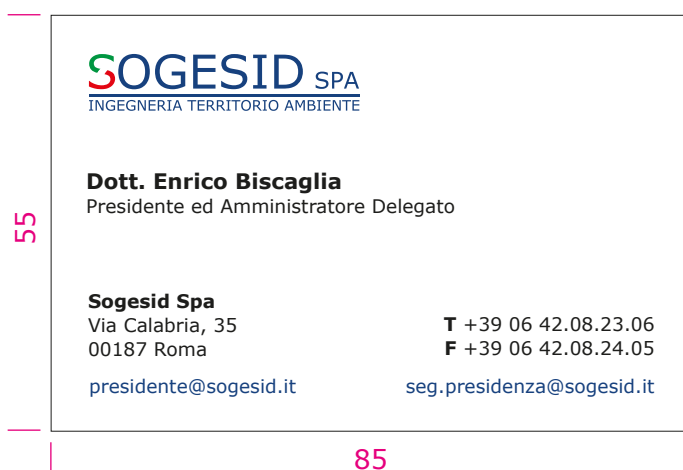 SOGESID SPA
INGEGNERIA TERRITORIO AMBIENTE
Dott. Enrico Biscaglia
Presidente ed Amministratore Delegato
55
Sogesid Spa
Via Calabria, 35
00187 Roma
T +39 06 42.08.23.06
F +39 06 42.08.24.05
presidente@sogesid.it
seg.presidenza@sogesid.it
85